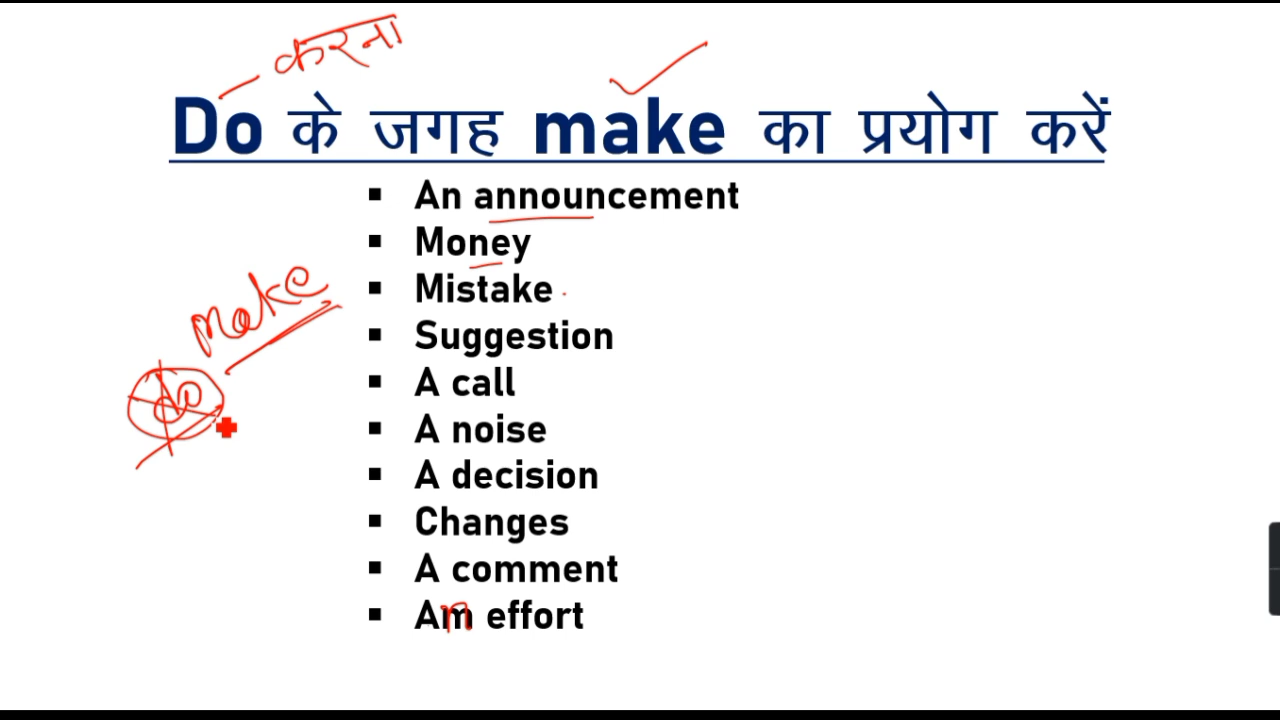 – करना
Do के जगह make का प्रयोग करें
▪ An announcement
▪ Money
▪ Mistake
▪ Suggestion
▪ A call
▪ A noise
▪ A decision
▪ Changes
▪ A comment
▪ Am effort
n
make
do